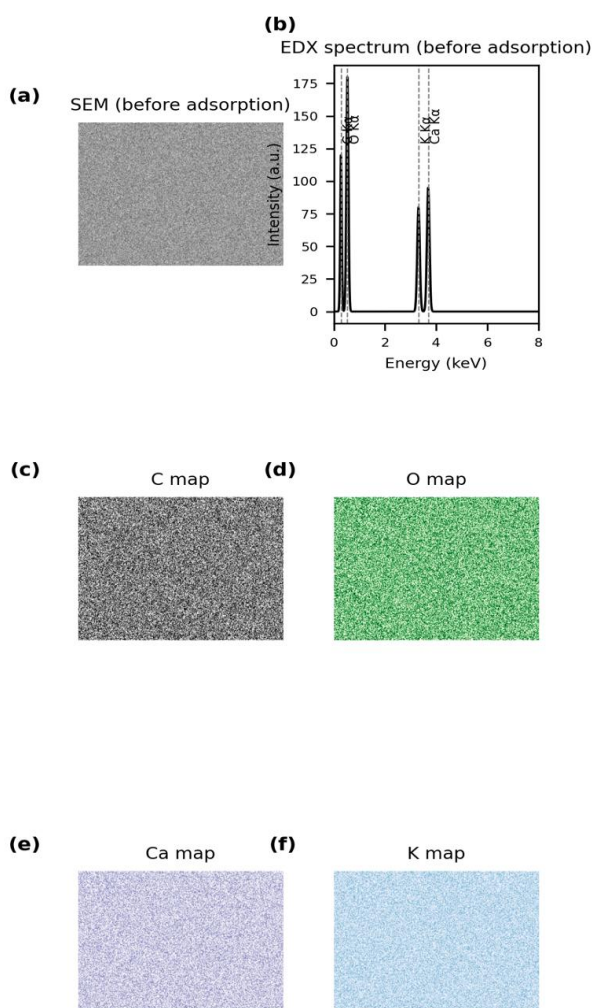 (b)
EDX spectrum (before adsorption)
(a)
SEM (before adsorption)
Intensity (a.u.)
175
150
125
100
75
50
25
0
C Kα
O Kα
K Kα
Ca Kα
0 2 4 6 8
Energy (keV)
(c)
C map
(d)
O map
(e)
Ca map
(f)
K map